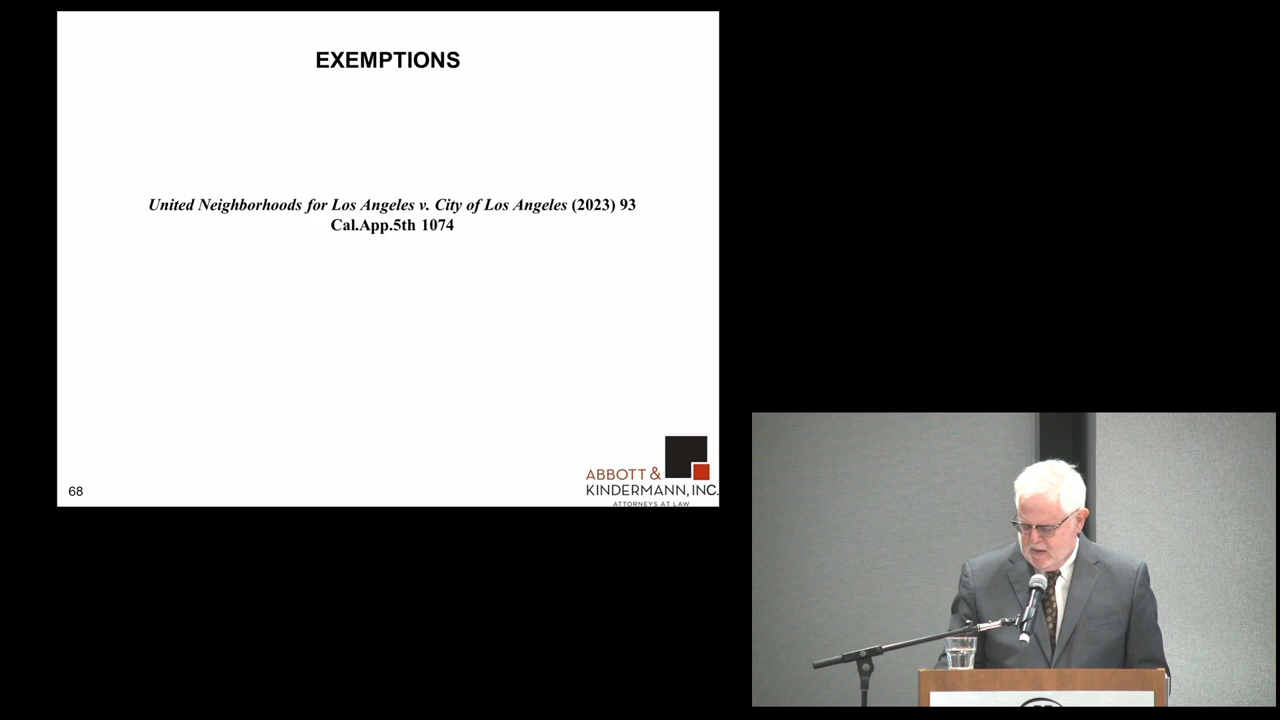 EXEMPTIONS
United Neighborhoods for Los Angeles v. City of Los Angeles (2023) 93
Cal.App.5th 1074
68
ABBOTT &
KINDERMANN, INC.
ATTORNEYS AT LAW